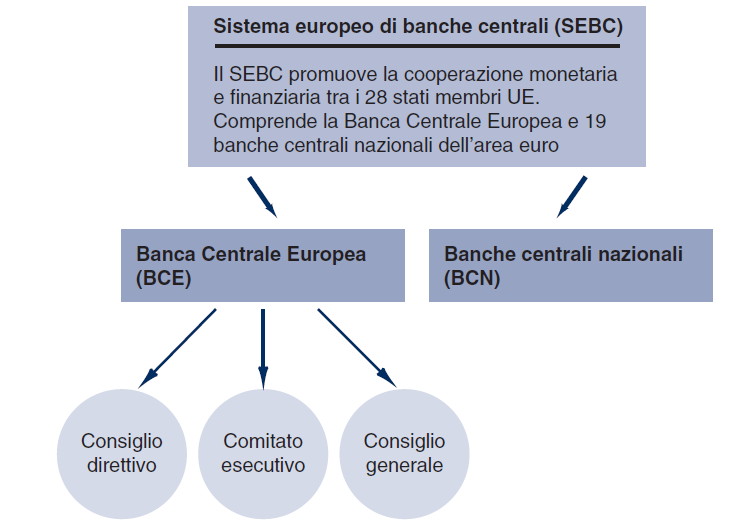 Sistema europeo di banche centrali (SEBC)
Il SEBC promuove la cooperazione monetaria
e finanziaria tra i 28 stati membri UE.
Comprende la Banca Centrale Europea e 19
banche centrali nazionali dell'area euro
Banca Centrale Europea
(BCE)
Banche centrali nazionali
(BCN)
Consiglio
direttivo
Comitato
esecutivo
Consiglio
generale